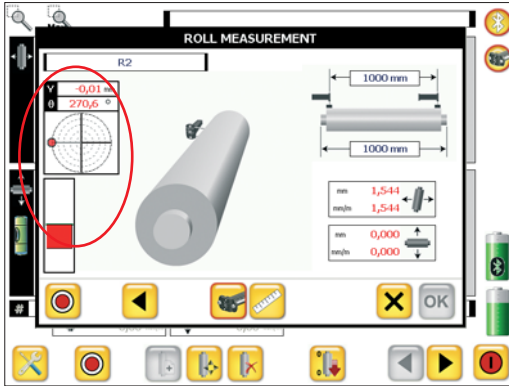 ROLL MEASUREMENT
R2
Y -0,01
θ 270,6 °
1000 mm
1000 mm
mm 1,544
mm/m 1,544
mm 0,000
mm/m 0,000
OK
#